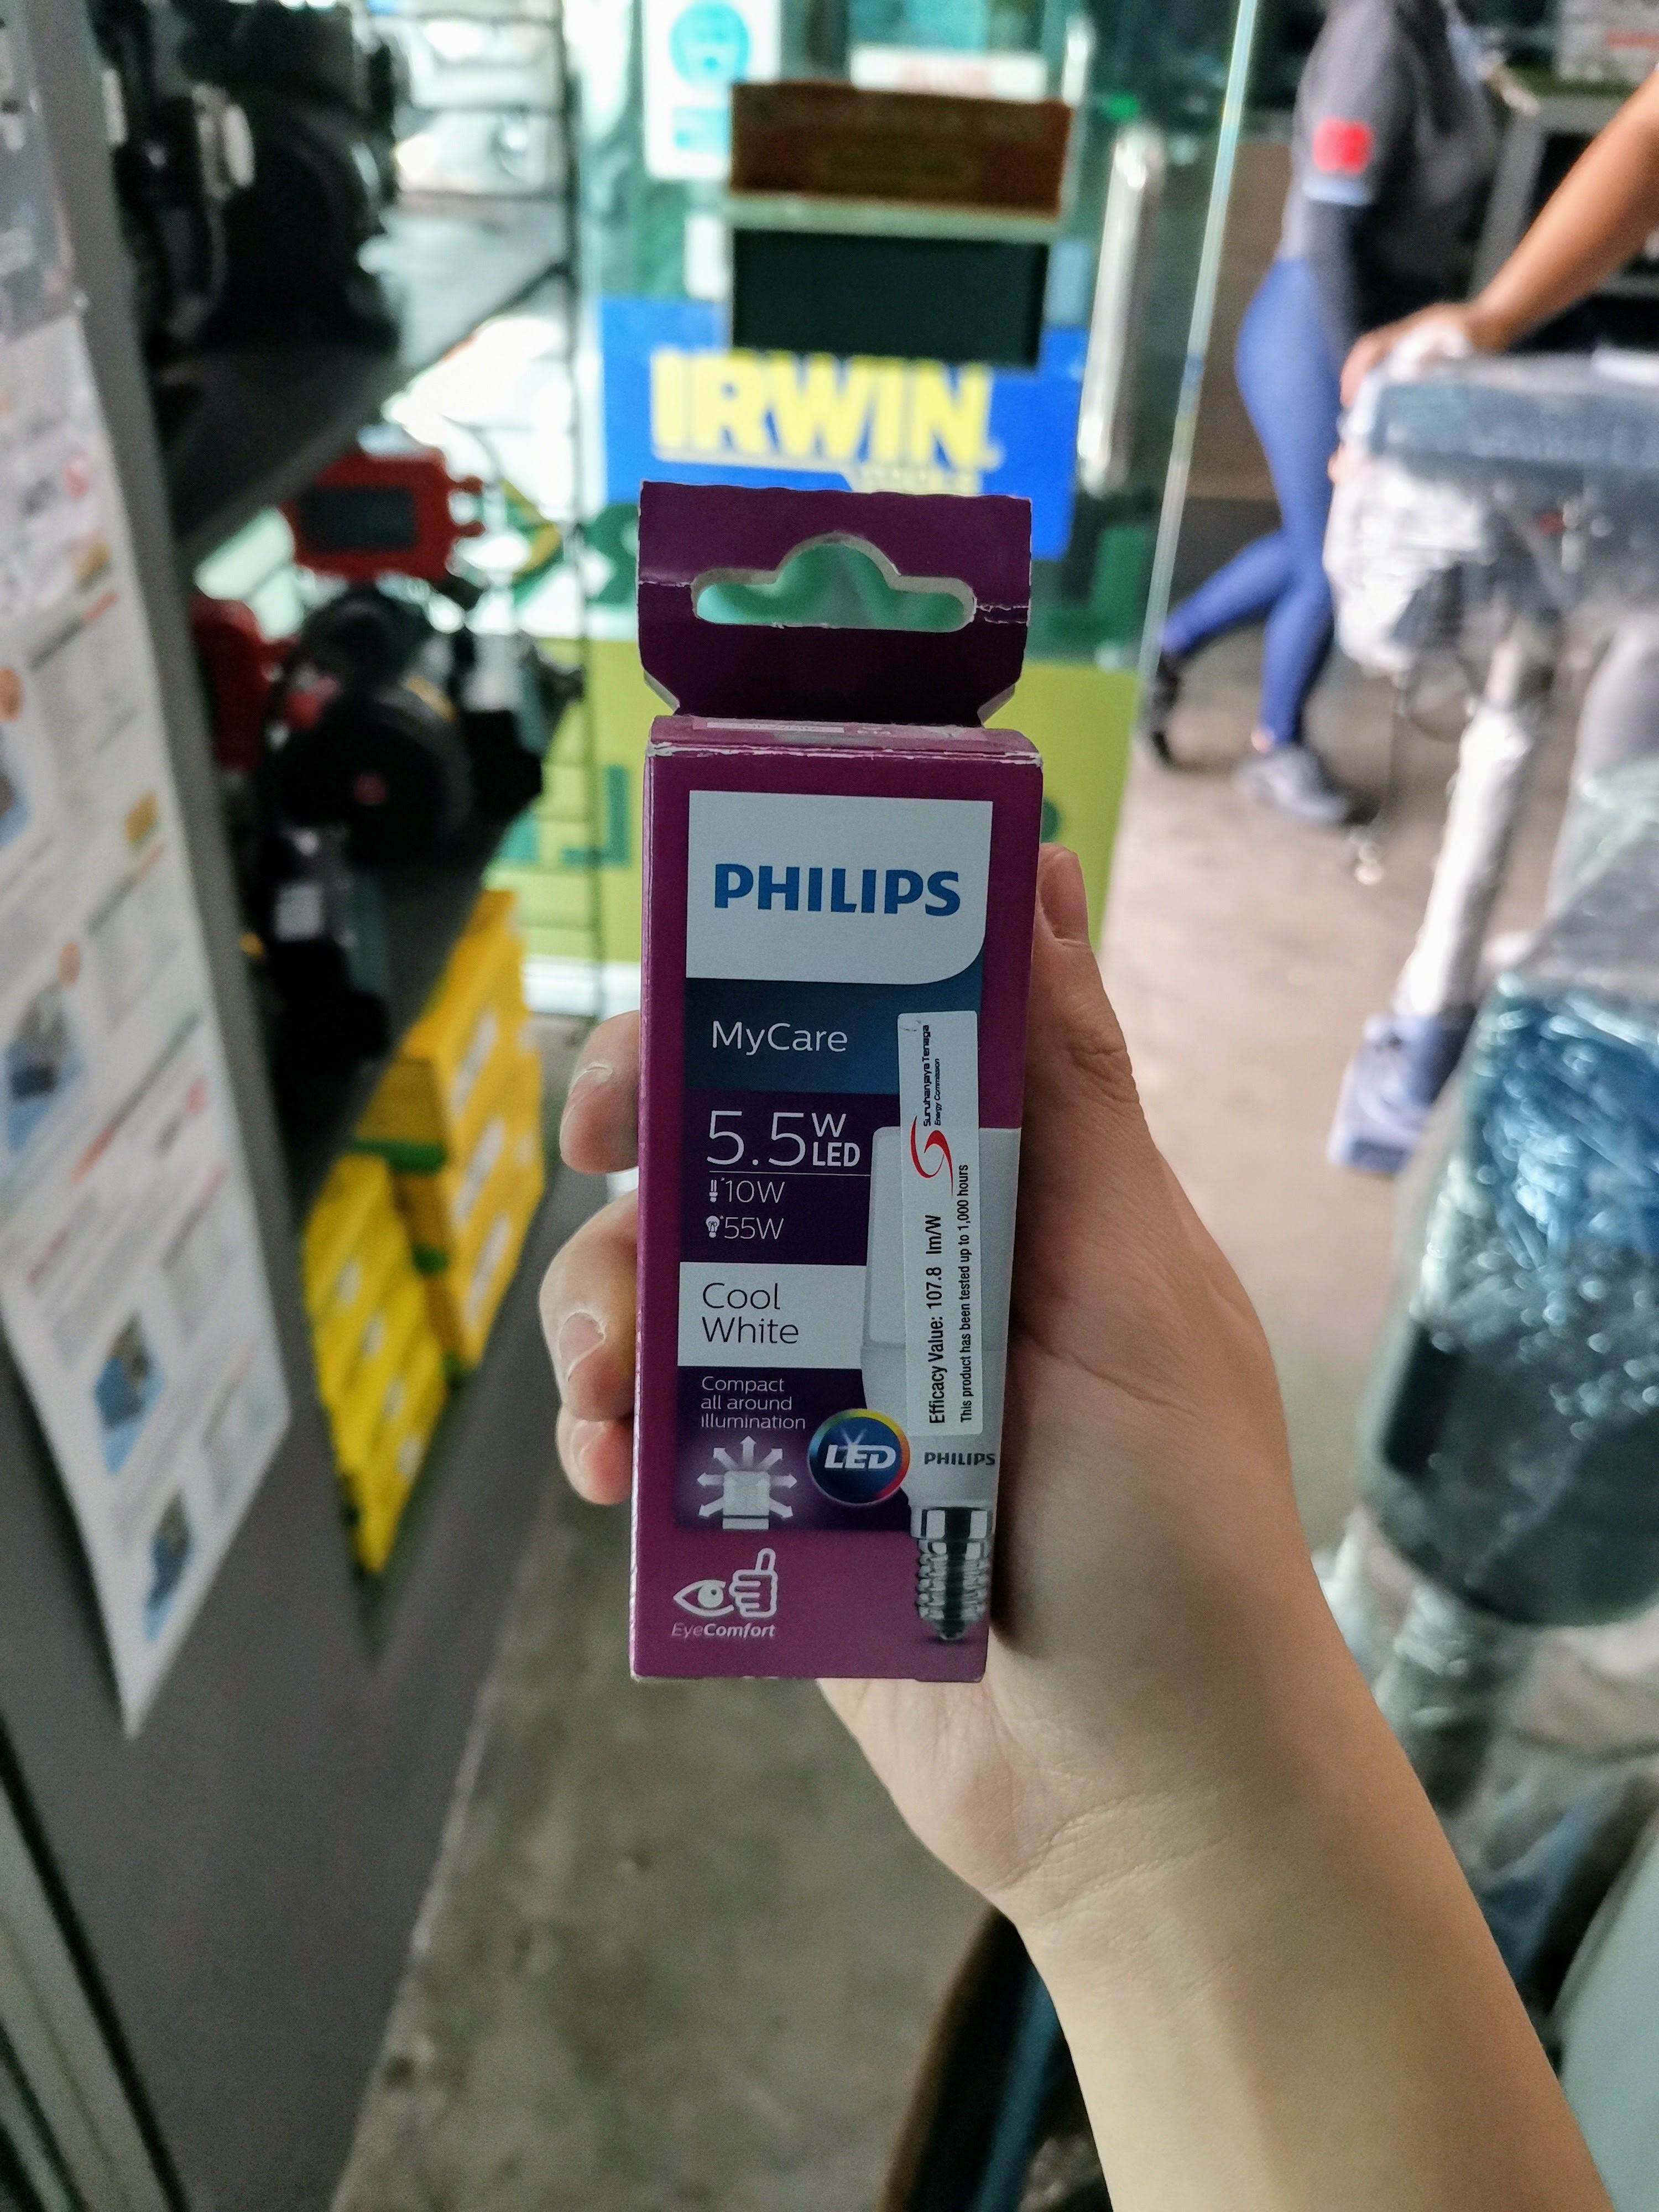 IRWIN
TOOLS
PHILIPS
MyCare
5.5W
LED
10W
55W
Cool
White
Compact
all around
illumination
LED
PHILIPS
EyeComfort
Suruhanjaya Tenaga
Energy Commission
Efficacy Value: 107.8 lm/W
This product has been tested up to 1,000 hours